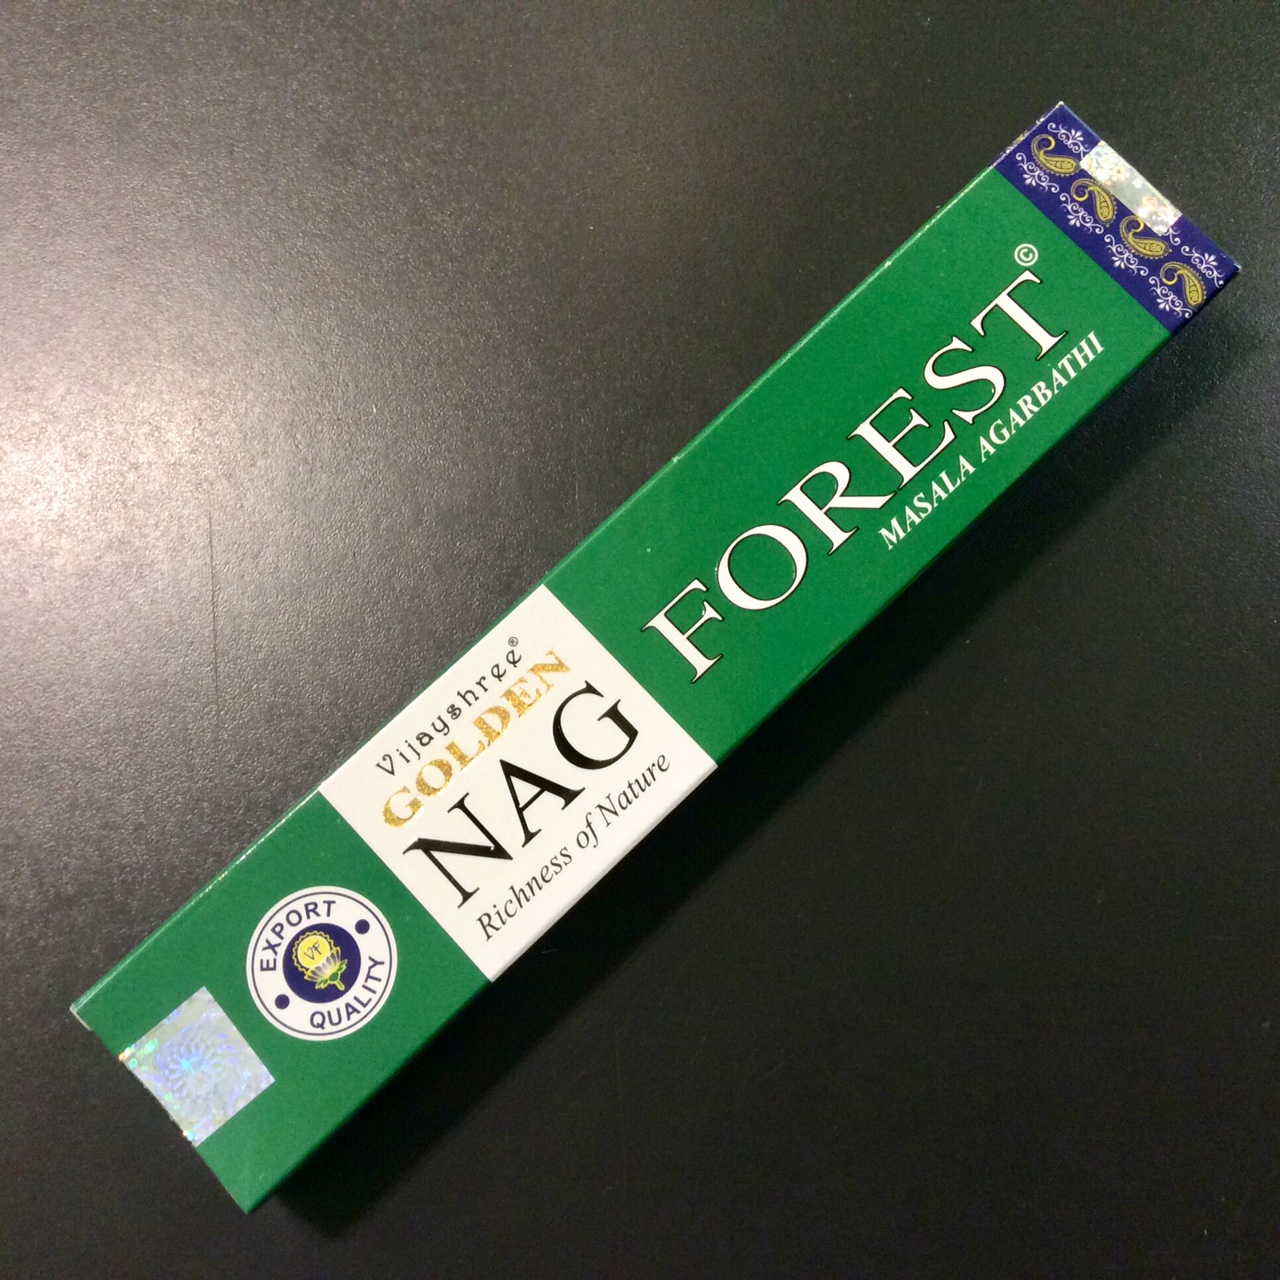 EXPORT
VF
QUALITY
Vijayshree®
GOLDEN
NAG
Richness of Nature
FOREST©
MASALA AGARBATHI